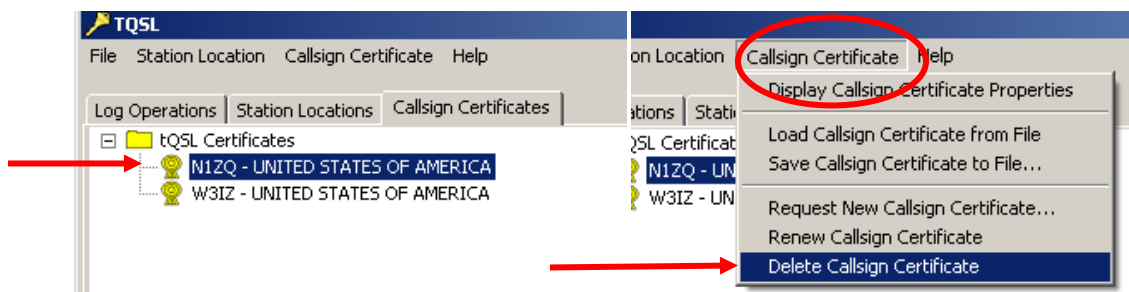 TQSL
File Station Location Callsign Certificate Help
Log Operations Station Locations Callsign Certificates
tQSL Certificates
N1ZQ - UNITED STATES OF AMERICA
W3IZ - UNITED STATES OF AMERICA
on Location Callsign Certificate Help
ations Stati
QSL Certificat
N1ZQ - UN
W3IZ - UN
Display Callsign Certificate Properties
Load Callsign Certificate from File
Save Callsign Certificate to File...
Request New Callsign Certificate...
Renew Callsign Certificate
Delete Callsign Certificate